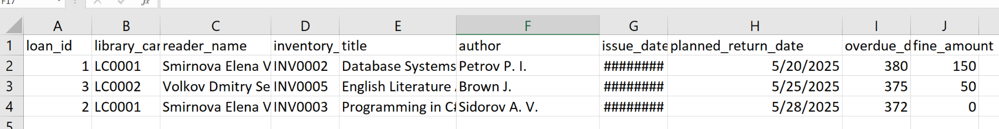 F17 fx
A B C D E F G H I J
1 loan_id library_car reader_name inventory_ title author issue_date planned_return_date overdue_d fine_amount
2 1 LC0001 Smirnova Elena V INV0002 Database Systems Petrov P. I. ######## 5/20/2025 380 150
3 3 LC0002 Volkov Dmitry Se INV0005 English Literature Brown J. ######## 5/25/2025 375 50
4 2 LC0001 Smirnova Elena V INV0003 Programming in C# Sidorov A. V. ######## 5/28/2025 372 0
5